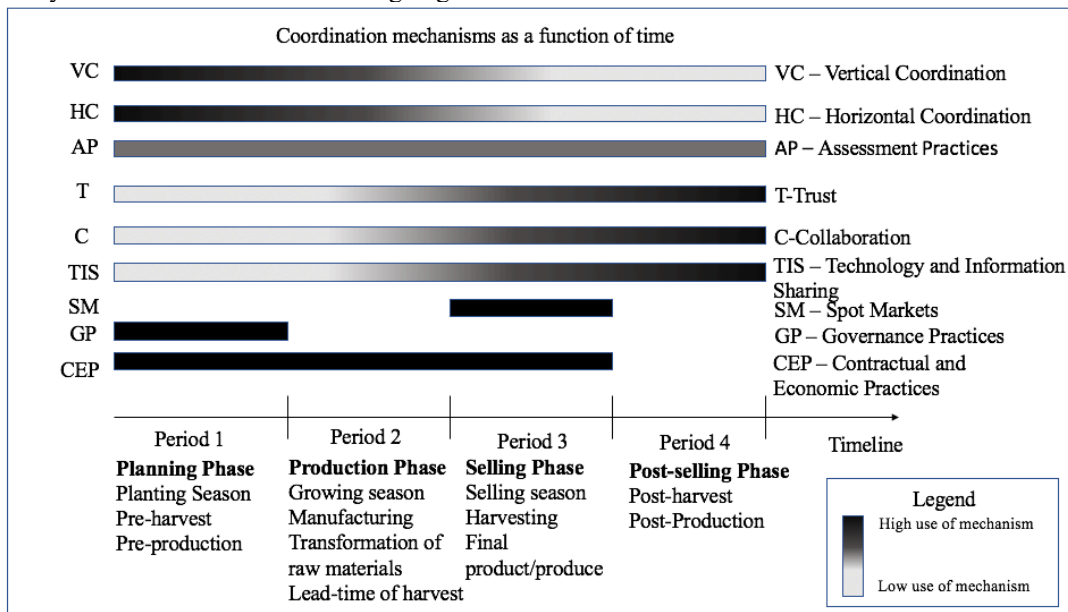 Coordination mechanisms as a function of time
VC
VC – Vertical Coordination
HC
HC – Horizontal Coordination
AP
AP – Assessment Practices
T
T-Trust
C
C-Collaboration
TIS
TIS – Technology and Information
Sharing
SM
SM – Spot Markets
GP
GP – Governance Practices
CEP
CEP – Contractual and
Economic Practices
Period 1
Period 2
Period 3
Period 4
Timeline
Planning Phase
Planting Season
Pre-harvest
Pre-production
Production Phase
Growing season
Manufacturing
Transformation of
raw materials
Lead-time of harvest
Selling Phase
Selling season
Harvesting
Final
product/produce
Post-selling Phase
Post-harvest
Post-Production
Legend
High use of mechanism
Low use of mechanism